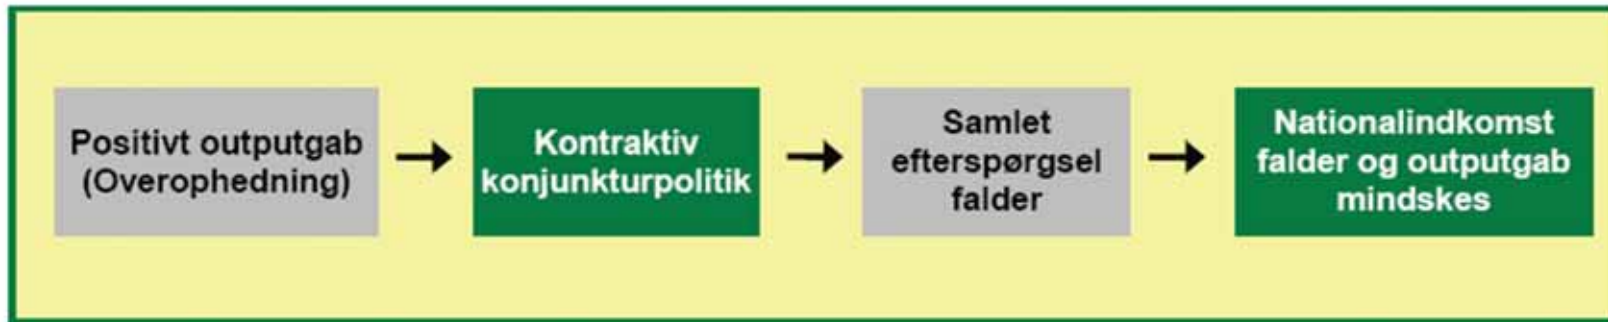 Positivt outputgab
(Overophedning)
Kontraktiv
konjunkturpolitik
Samlet
efterspørgsel
falder
Nationalindkomst
falder og outputgab
mindskes